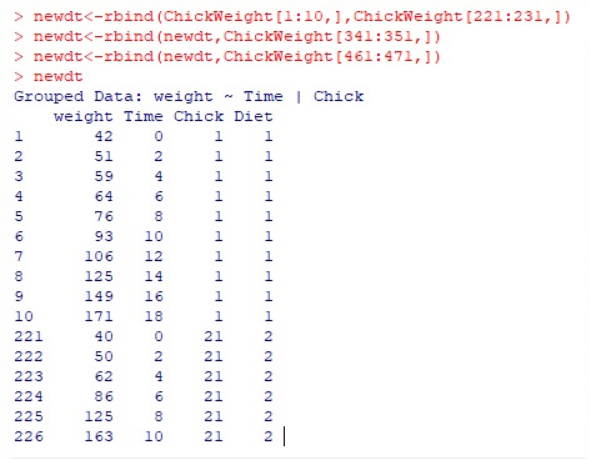 > newdt<-rbind(ChickWeight[1:10,],ChickWeight[221:231,])
> newdt<-rbind(newdt,ChickWeight[341:351,])
> newdt<-rbind(newdt,ChickWeight[461:471,])
> newdt
Grouped Data: weight ~ Time | Chick
    weight Time Chick Diet
1       42    0     1    1
2       51    2     1    1
3       59    4     1    1
4       64    6     1    1
5       76    8     1    1
6       93   10     1    1
7      106   12     1    1
8      125   14     1    1
9      149   16     1    1
10     171   18     1    1
221     40    0    21    2
222     50    2    21    2
223     62    4    21    2
224     86    6    21    2
225    125    8    21    2
226    163   10    21    2